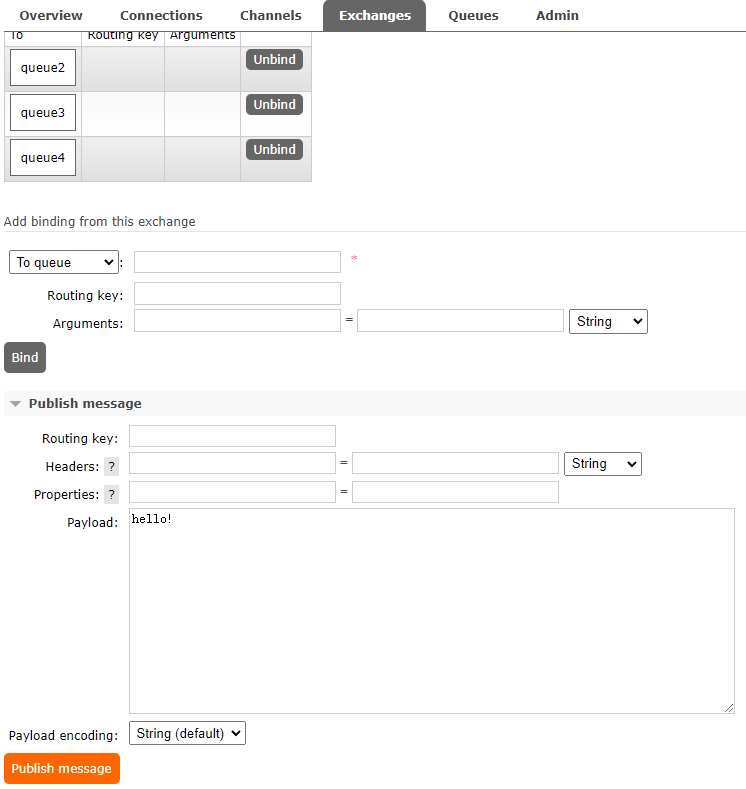 Overview Connections Channels Exchanges Queues Admin
To Routing key Arguments
queue2 Unbind
queue3 Unbind
queue4 Unbind
Add binding from this exchange
To queue : *
Routing key:
Arguments: = String
Bind
Publish message
Routing key:
Headers: ? = String
Properties: ? =
Payload: hello!
Payload encoding: String (default)
Publish message